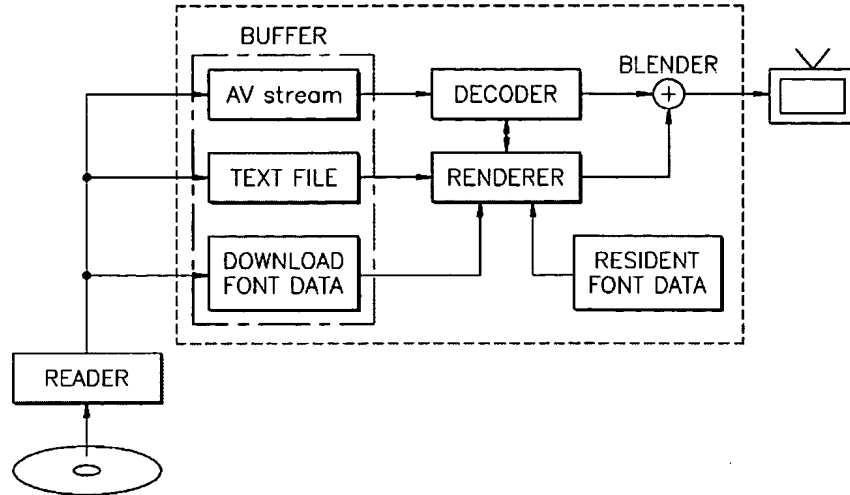 BUFFER
AV stream
DECODER
BLENDER
TEXT FILE
RENDERER
DOWNLOAD
FONT DATA
RESIDENT
FONT DATA
READER